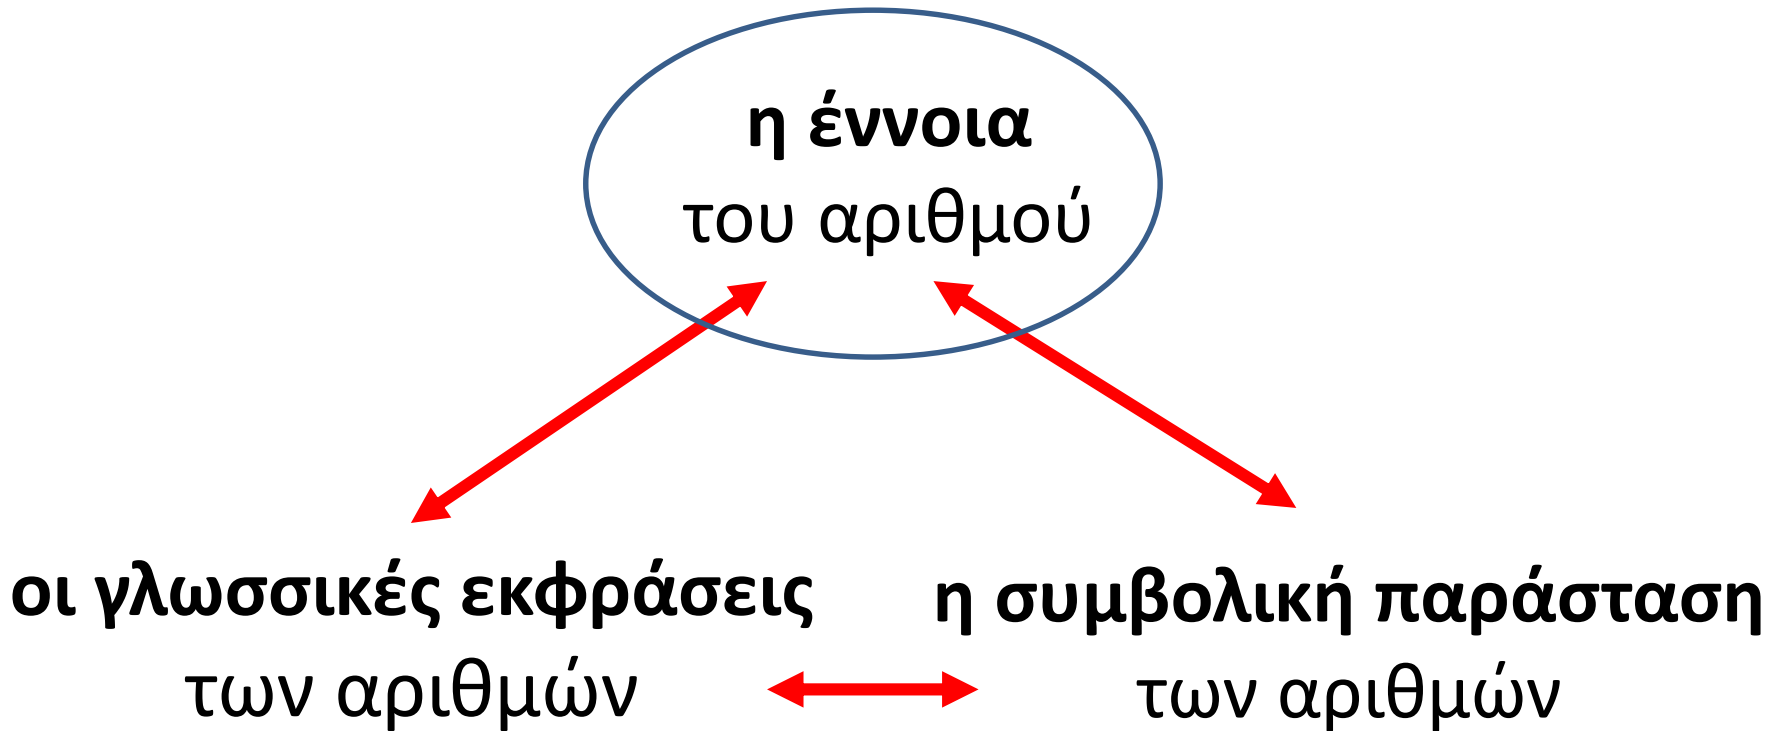 η έννοια
του αριθμού
οι γλωσσικές εκφράσεις
των αριθμών
η συμβολική παράσταση
των αριθμών